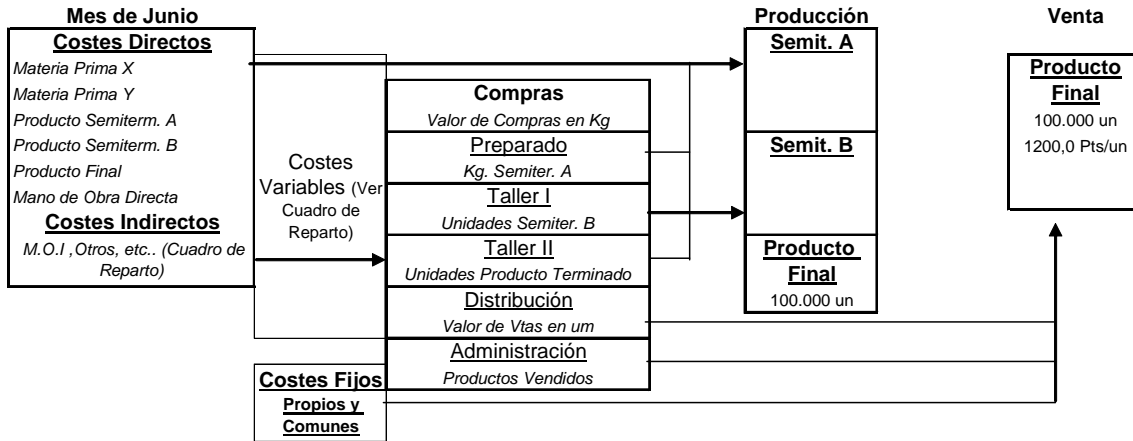 Mes de Junio
Costes Directos
Materia Prima X
Materia Prima Y
Producto Semiterm. A
Producto Semiterm. B
Producto Final
Mano de Obra Directa
Costes Indirectos
M.O.I ,Otros, etc.. (Cuadro de
Reparto)
Costes
Variables (Ver
Cuadro de
Reparto)
Costes Fijos
Propios y
Comunes
Compras
Valor de Compras en Kg
Preparado
Kg. Semiter. A
Taller I
Unidades Semiter. B
Taller II
Unidades Producto Terminado
Distribución
Valor de Vtas en um
Administración
Productos Vendidos
Producción
Semit. A
Semit. B
Producto
Final
100.000 un
Venta
Producto
Final
100.000 un
1200,0 Pts/un